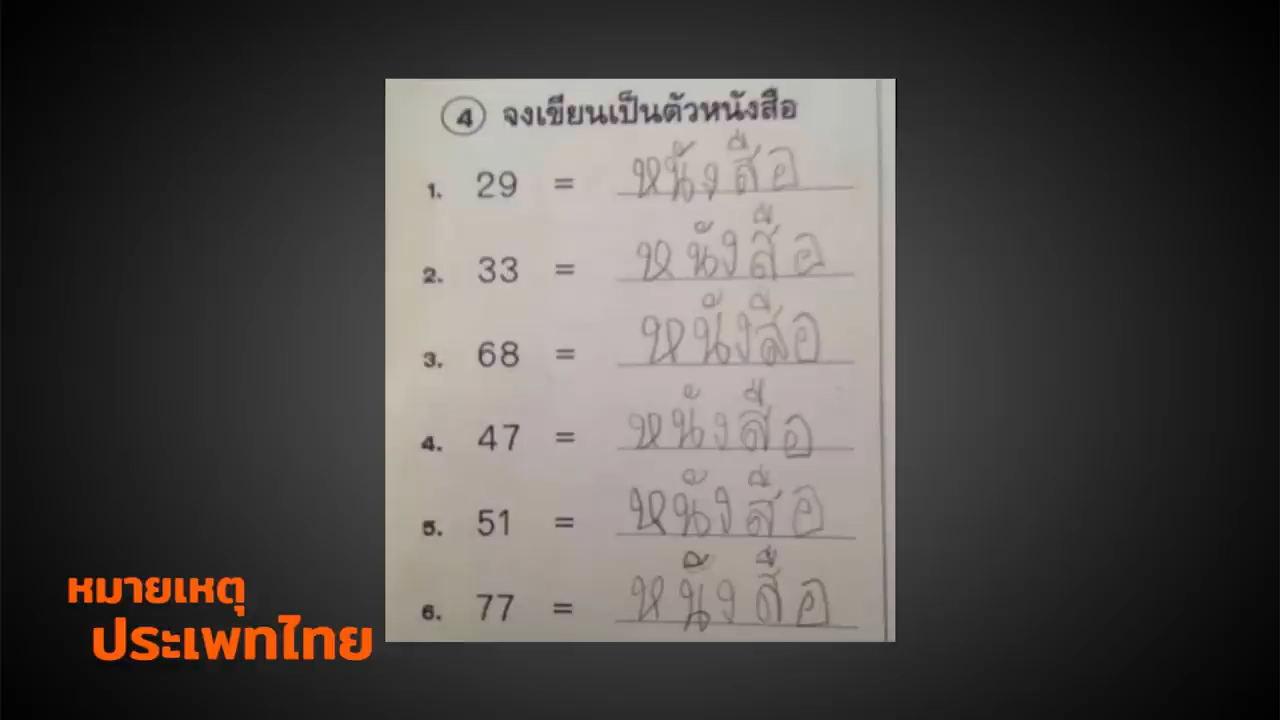 4 จงเขียนเป็นตัวหนังสือ
1. 29 = หนังสือ
2. 33 = หนังสือ
3. 68 = หนังสือ
4. 47 = หนังสือ
5. 51 = หนังสือ
6. 77 = หนังสือ
หมายเหตุ
ประเพทไทย